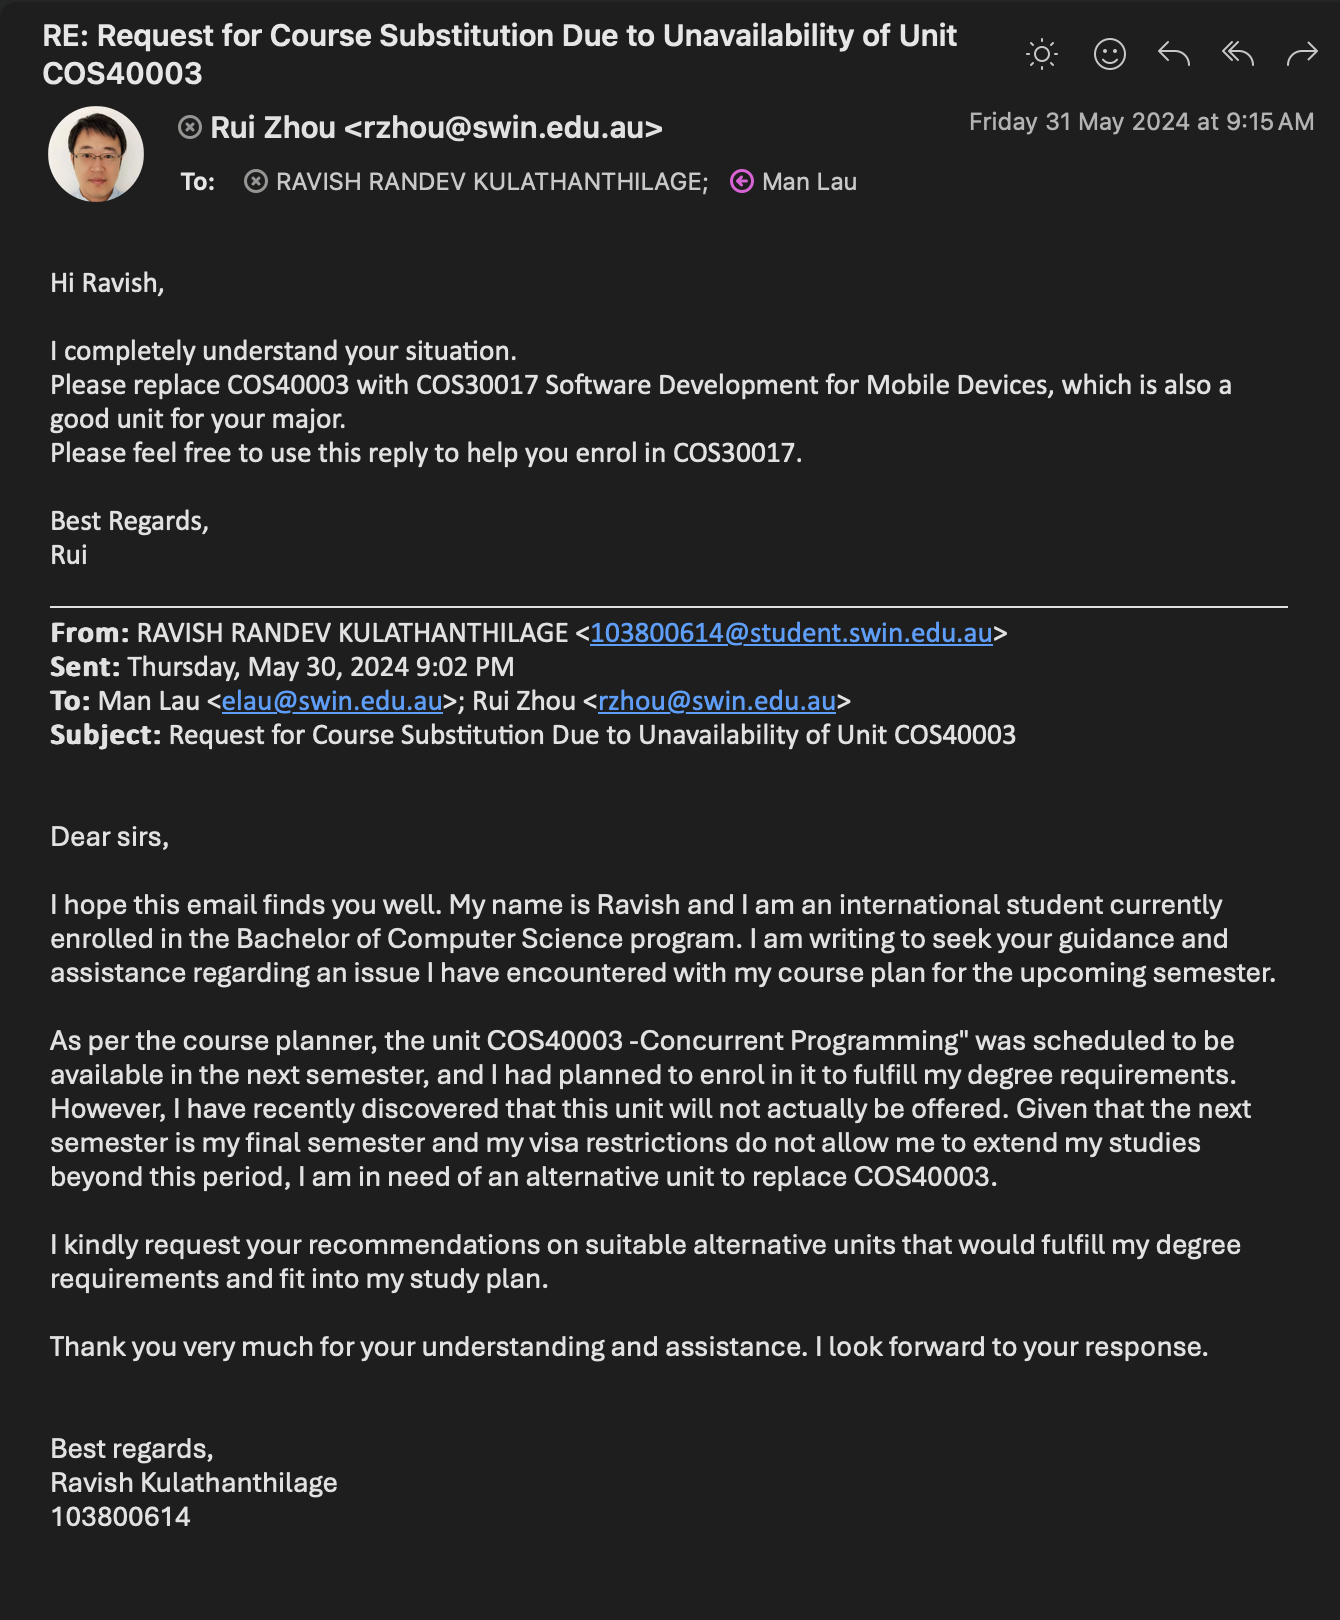 RE: Request for Course Substitution Due to Unavailability of Unit
COS40003
Rui Zhou <rzhou@swin.edu.au>
Friday 31 May 2024 at 9:15 AM
To: RAVISH RANDEV KULATHANTHILAGE; Man Lau
Hi Ravish,
I completely understand your situation.
Please replace COS40003 with COS30017 Software Development for Mobile Devices, which is also a
good unit for your major.
Please feel free to use this reply to help you enrol in COS30017.
Best Regards,
Rui
From: RAVISH RANDEV KULATHANTHILAGE <103800614@student.swin.edu.au>
Sent: Thursday, May 30, 2024 9:02 PM
To: Man Lau <elau@swin.edu.au>; Rui Zhou <rzhou@swin.edu.au>
Subject: Request for Course Substitution Due to Unavailability of Unit COS40003
Dear sirs,
I hope this email finds you well. My name is Ravish and I am an international student currently
enrolled in the Bachelor of Computer Science program. I am writing to seek your guidance and
assistance regarding an issue I have encountered with my course plan for the upcoming semester.
As per the course planner, the unit COS40003 -Concurrent Programming" was scheduled to be
available in the next semester, and I had planned to enrol in it to fulfill my degree requirements.
However, I have recently discovered that this unit will not actually be offered. Given that the next
semester is my final semester and my visa restrictions do not allow me to extend my studies
beyond this period, I am in need of an alternative unit to replace COS40003.
I kindly request your recommendations on suitable alternative units that would fulfill my degree
requirements and fit into my study plan.
Thank you very much for your understanding and assistance. I look forward to your response.
Best regards,
Ravish Kulathanthilage
103800614